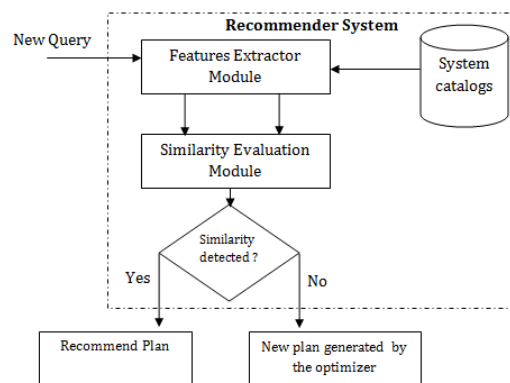 Recommender System
New Query
Features Extractor
Module
System
catalogs
Similarity Evaluation
Module
Similarity
detected ?
Yes
No
Recommend Plan
New plan generated by
the optimizer